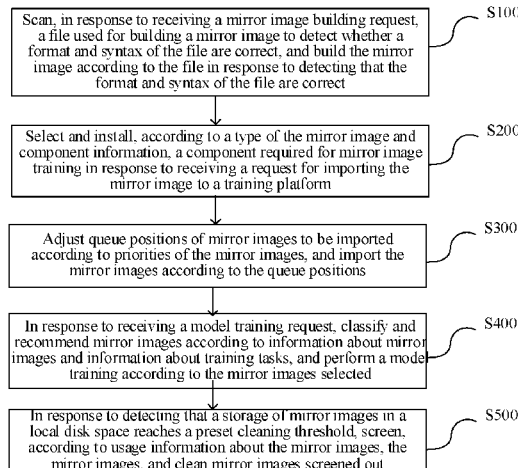 Scan, in response to receiving a mirror image building request,
a file used for building a mirror image to detect whether a
format and syntax of the file are correct, and build the mirror
image according to the file in response to detecting that the
format and syntax of the file are correct
S100
Select and install, according to a type of the mirror image and
component information, a component required for mirror image
training in response to receiving a request for importing the
mirror image to a training platform
S200
Adjust queue positions of mirror images to be imported
according to priorities of the mirror images, and import the
mirror images according to the queue positions
S300
In response to receiving a model training request, classify and
recommend mirror images according to information about mirror
images and information about training tasks, and perform a model
training according to the mirror images selected
S400
In response to detecting that a storage of mirror images in a
local disk space reaches a preset cleaning threshold, screen,
according to usage information about the mirror images, the
mirror images, and clean mirror images screened out
S500